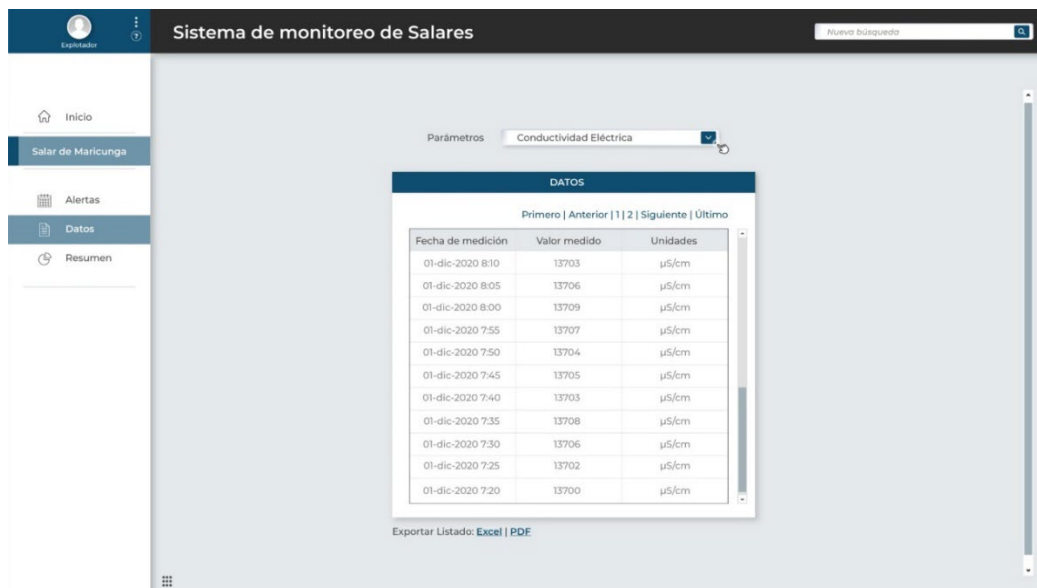 Explotador
?
Sistema de monitoreo de Salares
Nueva búsqueda
Inicio
Salar de Maricunga
Alertas
Datos
Resumen
Parámetros
Conductividad Eléctrica
DATOS
Primero | Anterior | 1 | 2 | Siguiente | Último
Fecha de medición Valor medido Unidades
01-dic-2020 8:10 13703 µS/cm
01-dic-2020 8:05 13706 µS/cm
01-dic-2020 8:00 13709 µS/cm
01-dic-2020 7:55 13707 µS/cm
01-dic-2020 7:50 13704 µS/cm
01-dic-2020 7:45 13705 µS/cm
01-dic-2020 7:40 13703 µS/cm
01-dic-2020 7:35 13708 µS/cm
01-dic-2020 7:30 13706 µS/cm
01-dic-2020 7:25 13702 µS/cm
01-dic-2020 7:20 13700 µS/cm
Exportar Listado: Excel | PDF